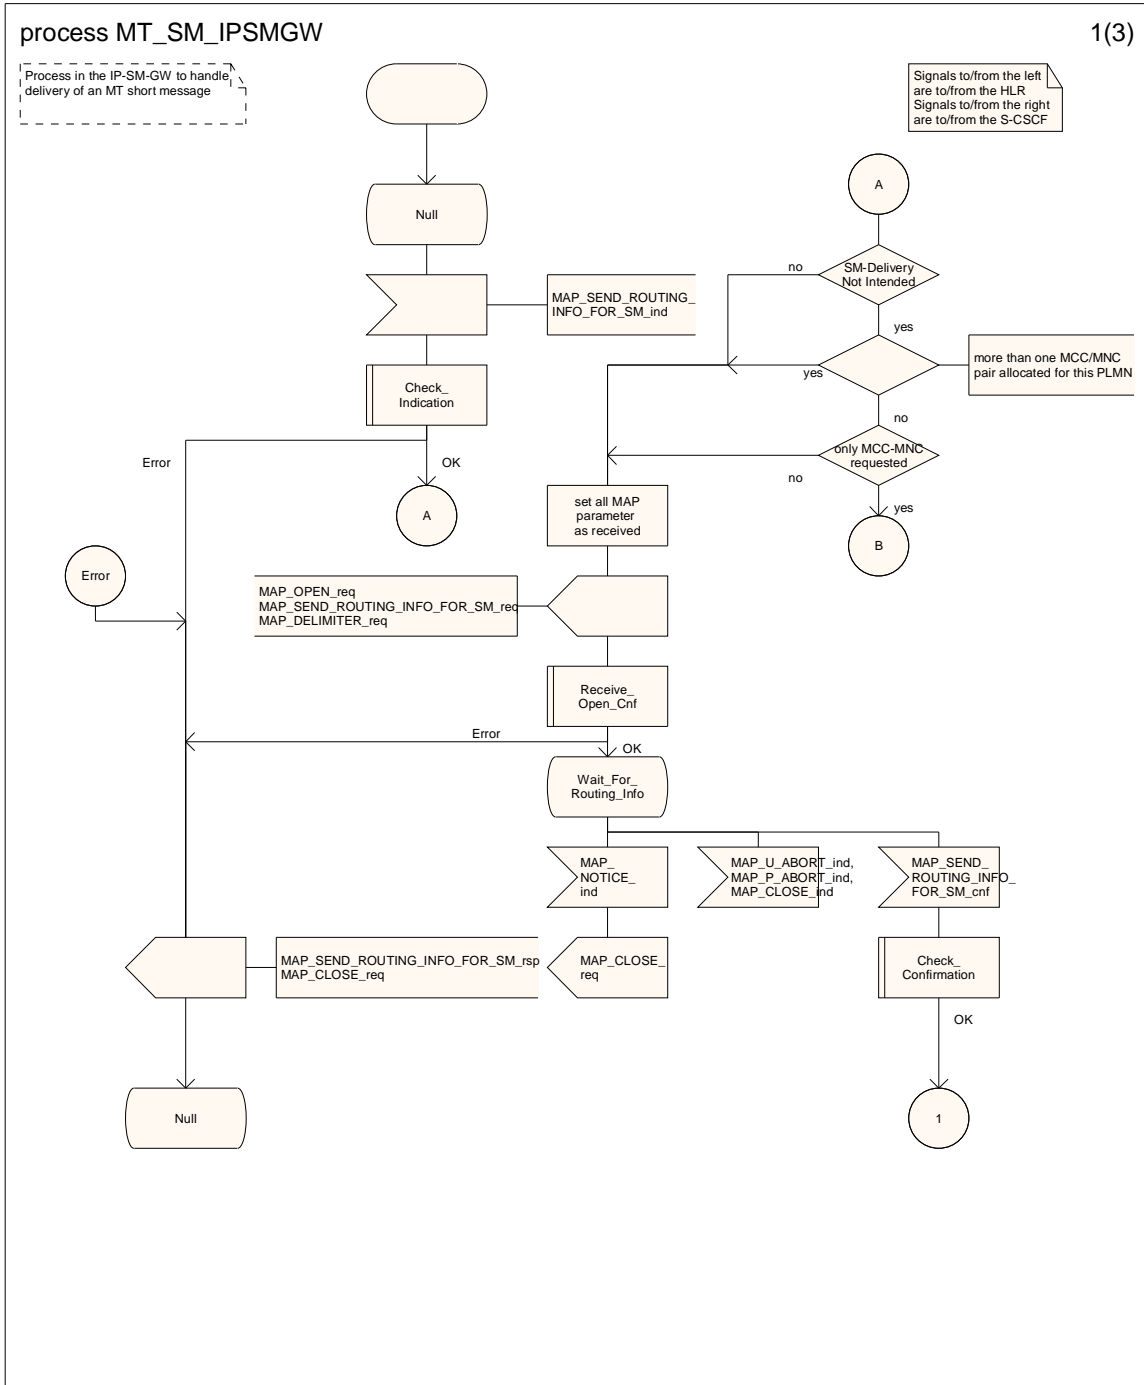 process MT_SM_IPSMGW
1(3)
Process in the IP-SM-GW to handle
delivery of an MT short message
Signals to/from the left
are to/from the HLR
Signals to/from the right
are to/from the S-CSCF
Null
MAP_SEND_ROUTING_
INFO_FOR_SM_ind
Check_
Indication
Error
OK
A
A
SM-Delivery
Not Intended
no
yes
more than one MCC/MNC
pair allocated for this PLMN
yes
no
only MCC-MNC
requested
no
yes
B
set all MAP
parameter
as received
Error
MAP_OPEN_req
MAP_SEND_ROUTING_INFO_FOR_SM_req
MAP_DELIMITER_req
Receive_
Open_Cnf
Error
OK
Wait_For_
Routing_Info
MAP_
NOTICE_
ind
MAP_U_ABORT_ind,
MAP_P_ABORT_ind,
MAP_CLOSE_ind
MAP_SEND_
ROUTING_INFO_
FOR_SM_cnf
MAP_SEND_ROUTING_INFO_FOR_SM_rsp
MAP_CLOSE_req
MAP_CLOSE_
req
Check_
Confirmation
OK
Null
1